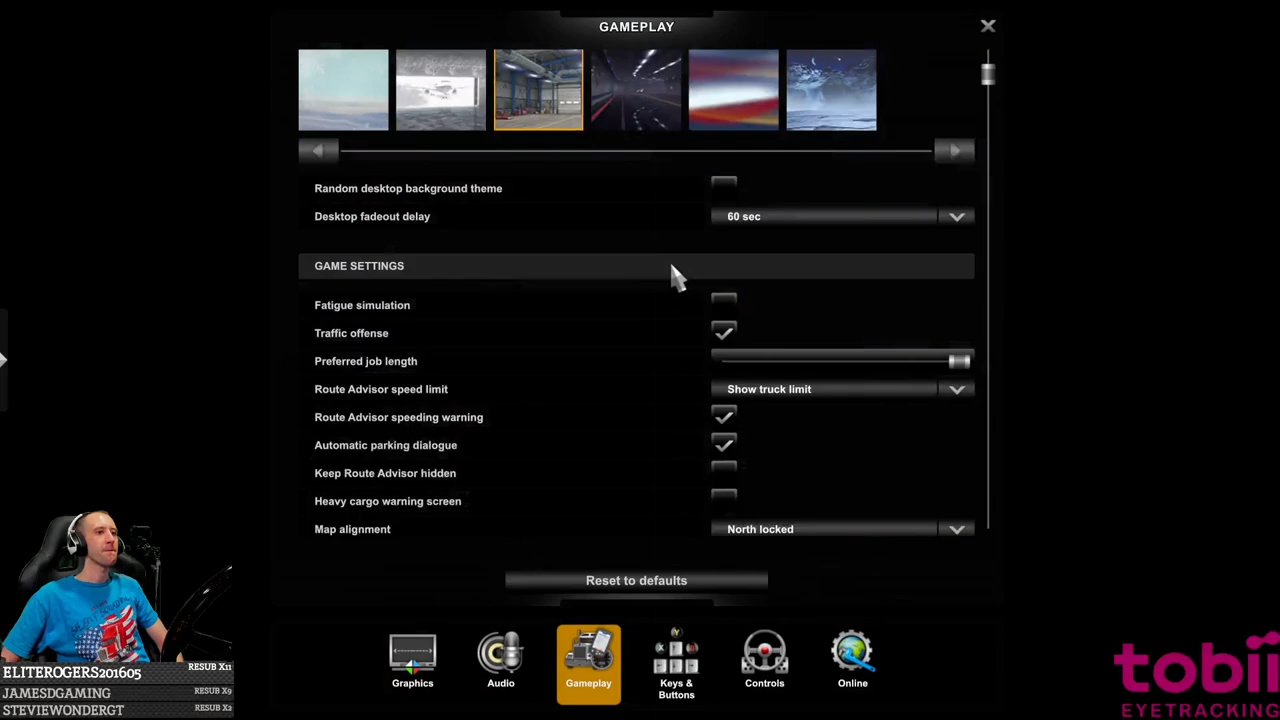 GAMEPLAY
Random desktop background theme
Desktop fadeout delay
60 sec
GAME SETTINGS
Fatigue simulation
Traffic offense
Preferred job length
Route Advisor speed limit
Show truck limit
Route Advisor speeding warning
Automatic parking dialogue
Keep Route Advisor hidden
Heavy cargo warning screen
Map alignment
North locked
Reset to defaults
Graphics
Audio
Gameplay
Keys &
Buttons
Controls
Online
ELITEROGERS201605 RESUB X11
JAMESDGAMING RESUB X9
STEVIEWONDERGT RESUB X2
tobii
EYETRACKING